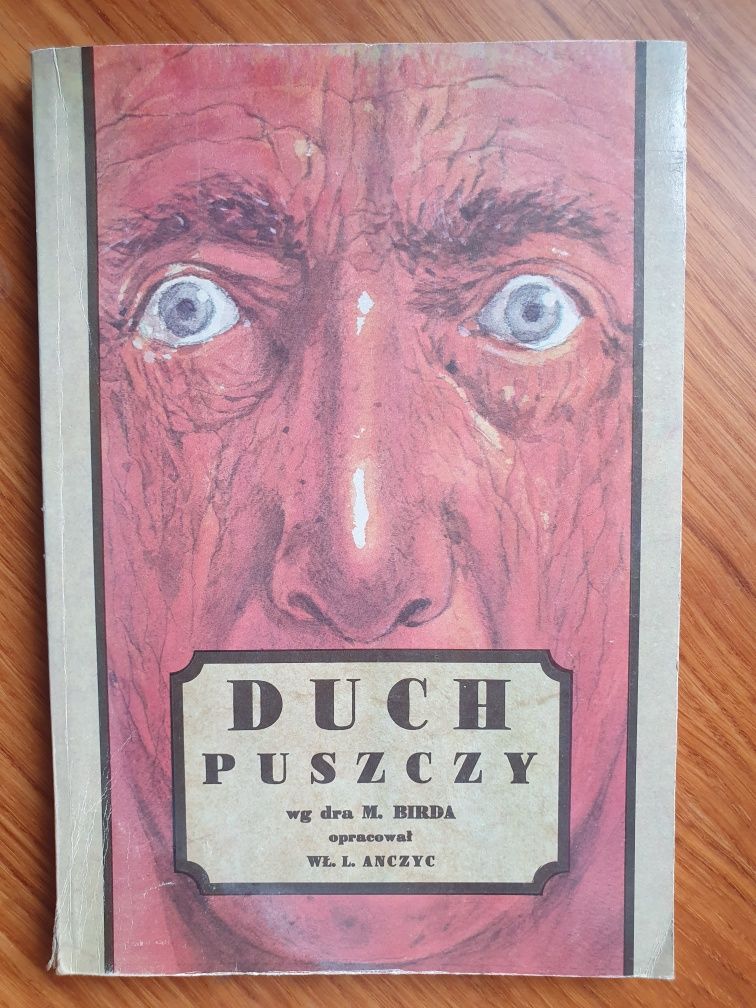 DUCH
PUSZCZY
wg dra M. BIRDA
opracował
WŁ. L. ANCZYC